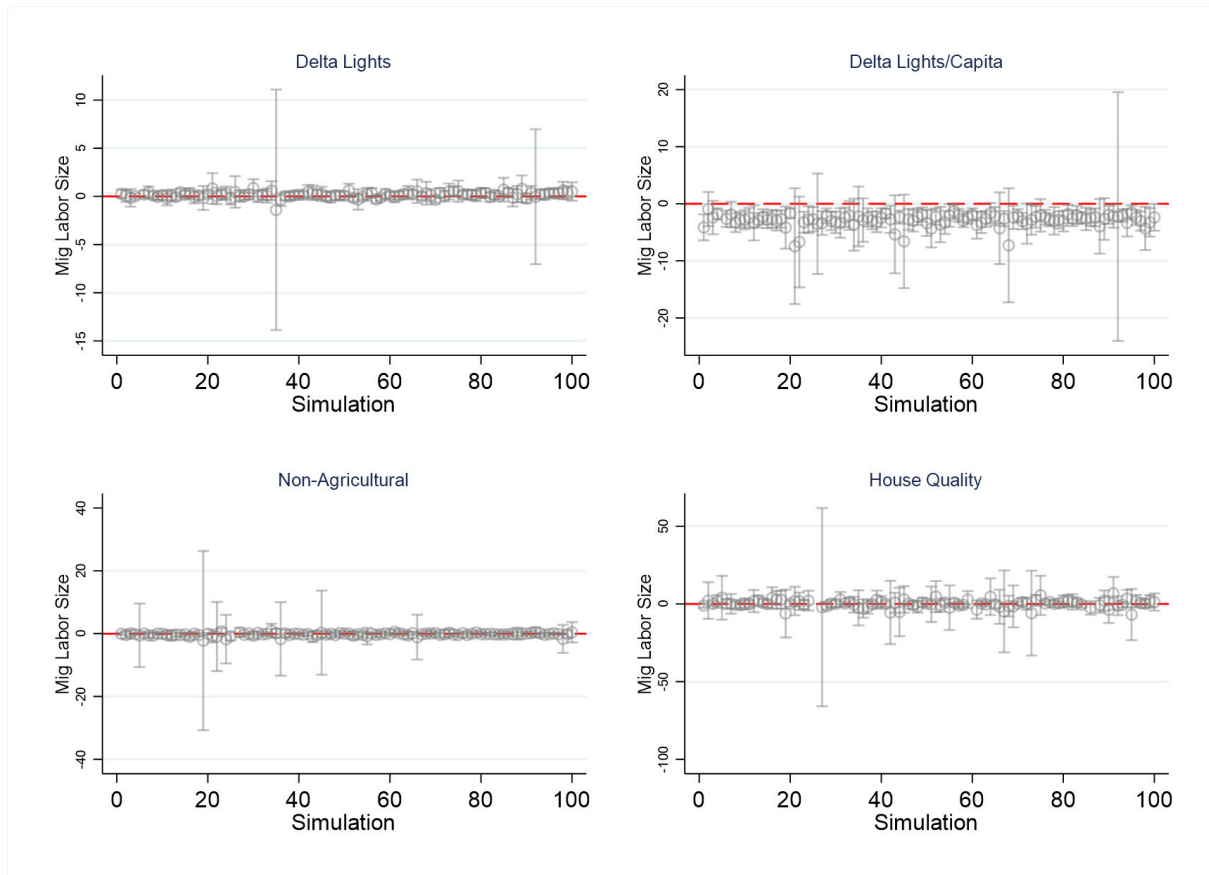 Delta Lights
Mig Labor Size
10
5
0
-5
-10
-15
0 20 40 60 80 100
Simulation
Delta Lights/Capita
Mig Labor Size
20
10
0
-10
-20
0 20 40 60 80 100
Simulation
Non-Agricultural
Mig Labor Size
40
20
0
-20
-40
0 20 40 60 80 100
Simulation
House Quality
Mig Labor Size
50
0
-50
-100
0 20 40 60 80 100
Simulation